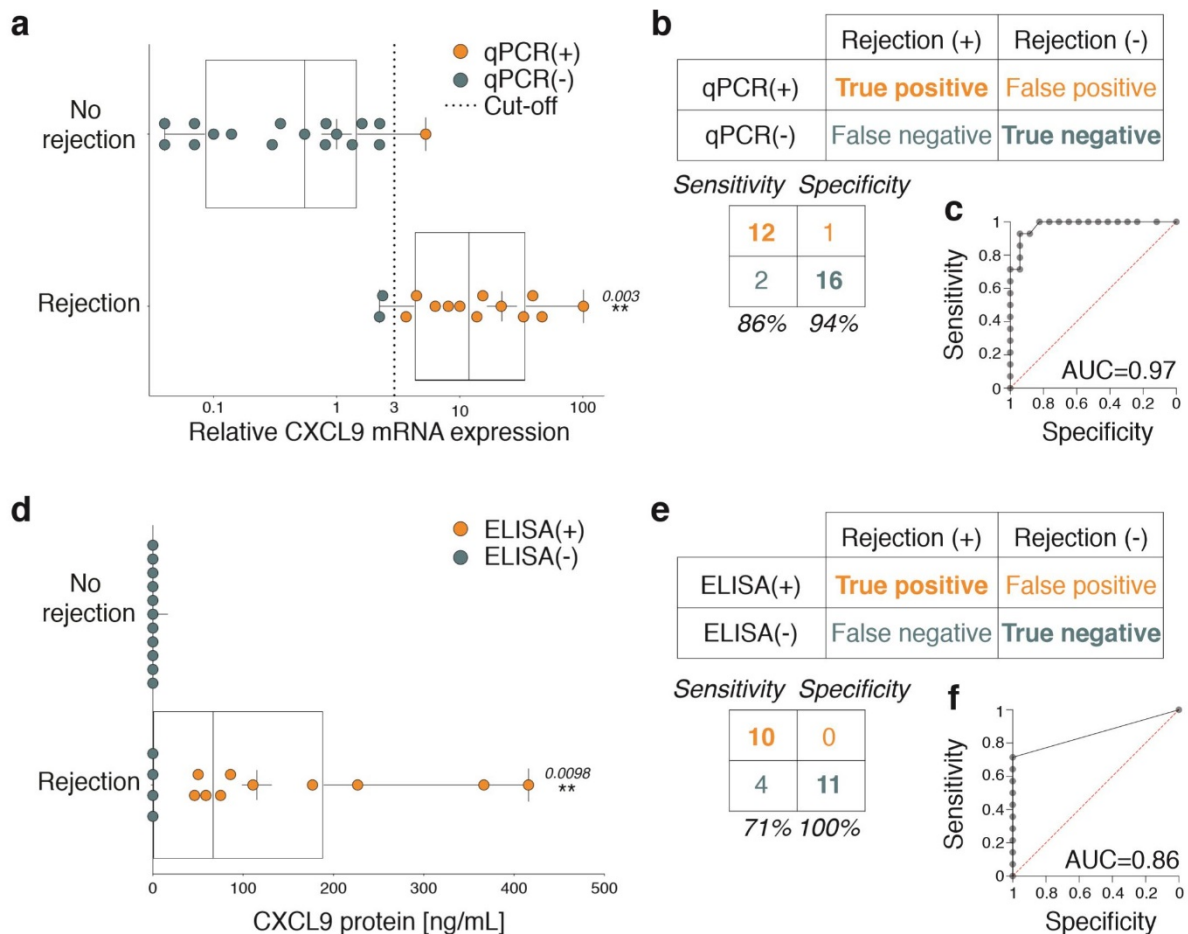 a
qPCR(+)
qPCR(-)
Cut-off
No
rejection
Rejection
0.003
**
0.1 1 3 10 100
Relative CXCL9 mRNA expression
b
Rejection (+) Rejection (-)
qPCR(+) True positive False positive
qPCR(-) False negative True negative
Sensitivity Specificity
12 1
2 16
86% 94%
c
1
0.8
0.6
0.4
0.2
0
Sensitivity
AUC=0.97
1 0.8 0.6 0.4 0.2 0
Specificity
d
ELISA(+)
ELISA(-)
No
rejection
Rejection
0.0098
**
0 100 200 300 400 500
CXCL9 protein [ng/mL]
e
Rejection (+) Rejection (-)
ELISA(+) True positive False positive
ELISA(-) False negative True negative
Sensitivity Specificity
10 0
4 11
71% 100%
f
1
0.8
0.6
0.4
0.2
0
Sensitivity
AUC=0.86
1 0.8 0.6 0.4 0.2 0
Specificity